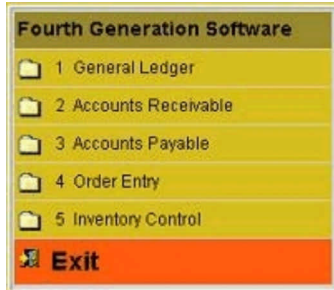 Fourth Generation Software
1 General Ledger
2 Accounts Receivable
3 Accounts Payable
4 Order Entry
5 Inventory Control
Exit